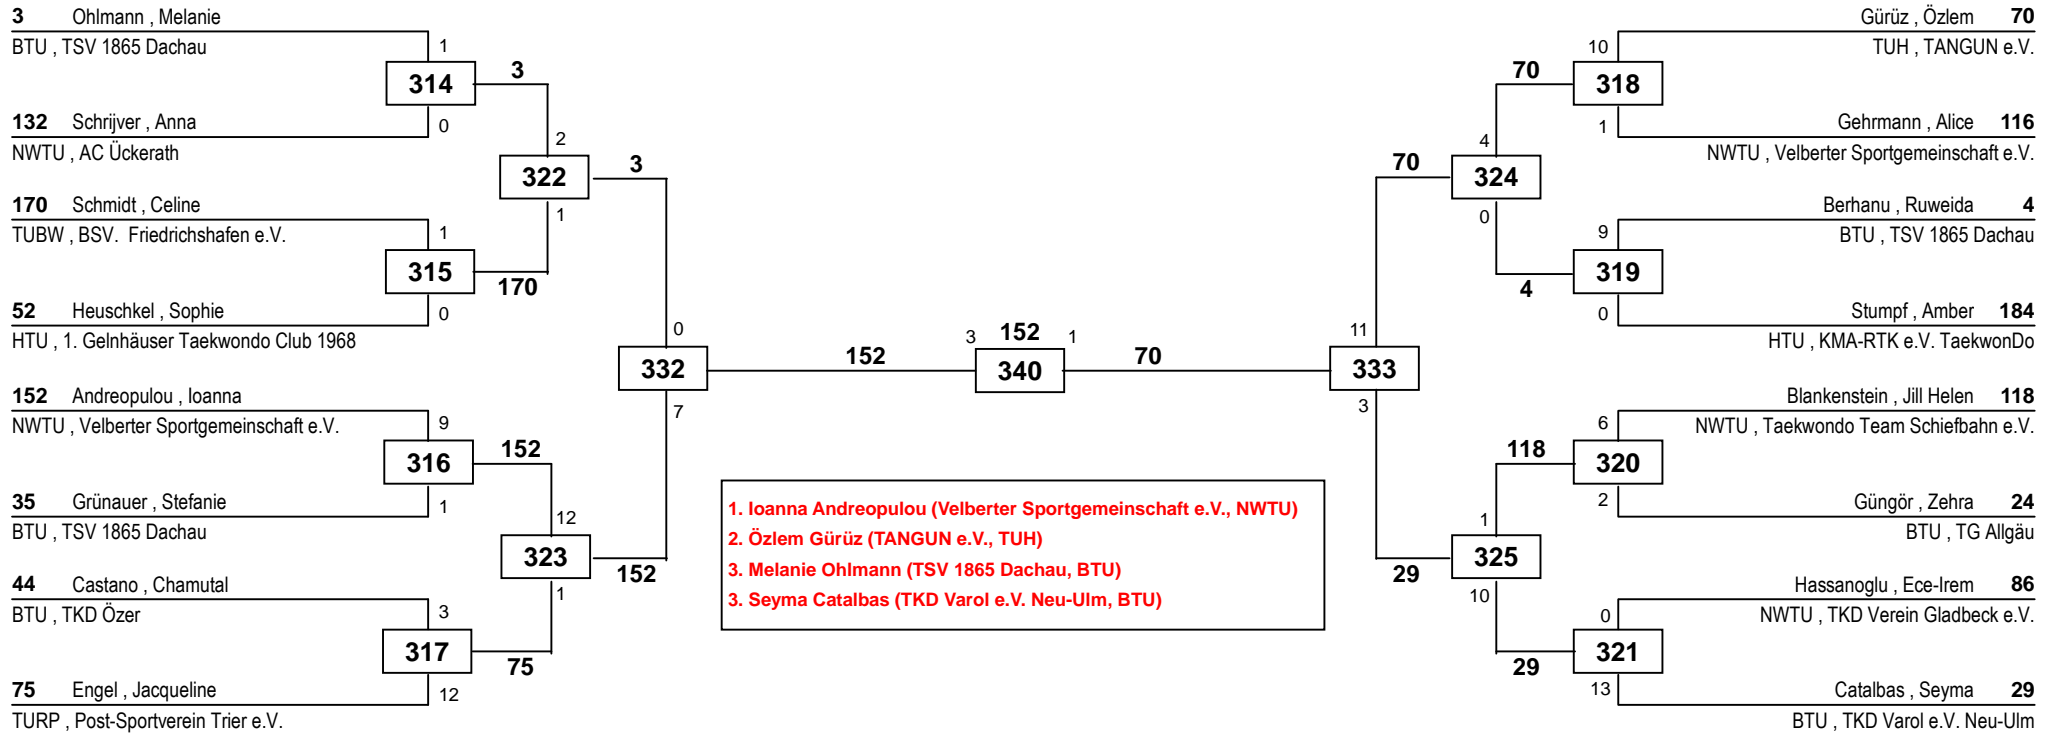 3 Ohlmann , Melanie
BTU , TSV 1865 Dachau
1
314
3
132 Schrijver , Anna
0
NWTU , AC Ückerath
2
322
3
170 Schmidt , Celine
1
TUBW , BSV.  Friedrichshafen e.V.
1
315
170
52 Heuschkel , Sophie
0
HTU , 1. Gelnhäuser Taekwondo Club 1968
0
332
152
7
152 Andreopulou , Ioanna
NWTU , Velberter Sportgemeinschaft e.V.
9
316
152
35 Grünauer , Stefanie
1
BTU , TSV 1865 Dachau
12
323
152
1
44 Castano , Chamutal
BTU , TKD Özer
3
317
75
75 Engel , Jacqueline
12
TURP , Post-Sportverein Trier e.V.
3 152 1
340
70
1. Ioanna Andreopulou (Velberter Sportgemeinschaft e.V., NWTU)
2. Özlem Gürüz (TANGUN e.V., TUH)
3. Melanie Ohlmann (TSV 1865 Dachau, BTU)
3. Seyma Catalbas (TKD Varol e.V. Neu-Ulm, BTU)
Gürüz , Özlem 70
10
TUH , TANGUN e.V.
70
318
1
Gehrmann , Alice 116
NWTU , Velberter Sportgemeinschaft e.V.
4
70
324
0
Berhanu , Ruweida 4
9
BTU , TSV 1865 Dachau
319
4
0
Stumpf , Amber 184
HTU , KMA-RTK e.V. TaekwonDo
11
333
3
Blankenstein , Jill Helen 118
6
NWTU , Taekwondo Team Schiefbahn e.V.
118
320
2
Güngör , Zehra 24
BTU , TG Allgäu
1
325
29
10
Hassanoglu , Ece-Irem 86
0
NWTU , TKD Verein Gladbeck e.V.
321
29
13
Catalbas , Seyma 29
BTU , TKD Varol e.V. Neu-Ulm